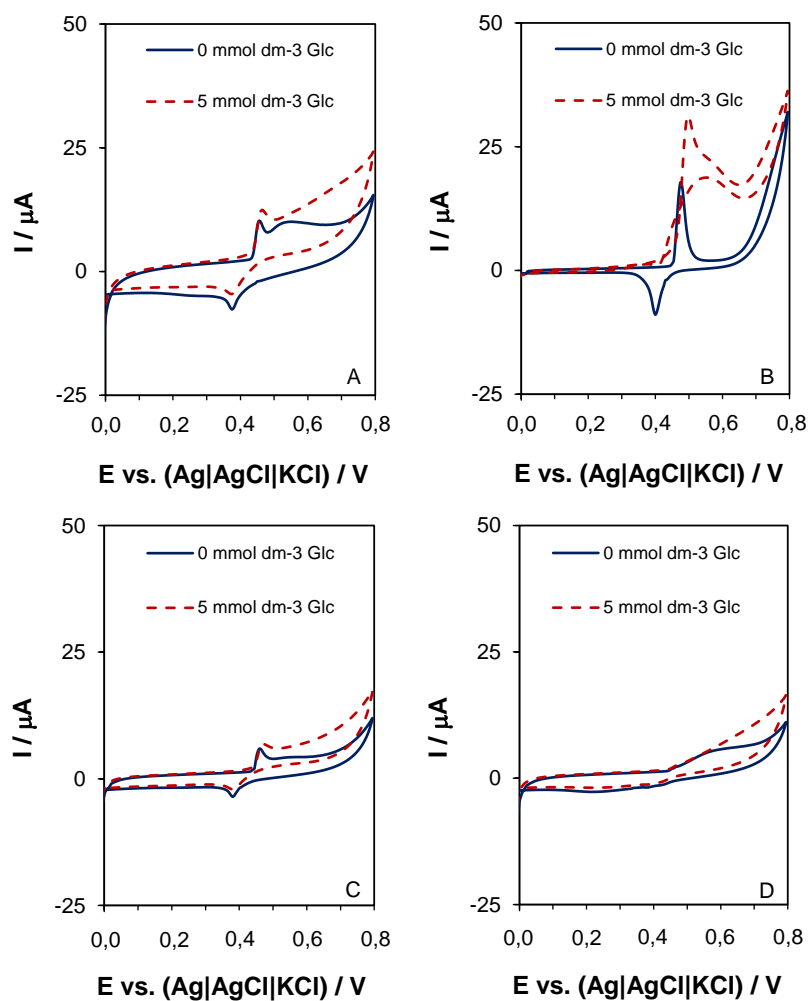 50
25
0
-25
I / μA
0 mmol dm-3 Glc
5 mmol dm-3 Glc
A
0,0 0,2 0,4 0,6 0,8
E vs. (Ag|AgCl|KCl) / V
50
25
0
-25
I / μA
0 mmol dm-3 Glc
5 mmol dm-3 Glc
B
0,0 0,2 0,4 0,6 0,8
E vs. (Ag|AgCl|KCl) / V
50
25
0
-25
I / μA
0 mmol dm-3 Glc
5 mmol dm-3 Glc
C
0,0 0,2 0,4 0,6 0,8
E vs. (Ag|AgCl|KCl) / V
50
25
0
-25
I / μA
0 mmol dm-3 Glc
5 mmol dm-3 Glc
D
0,0 0,2 0,4 0,6 0,8
E vs. (Ag|AgCl|KCl) / V